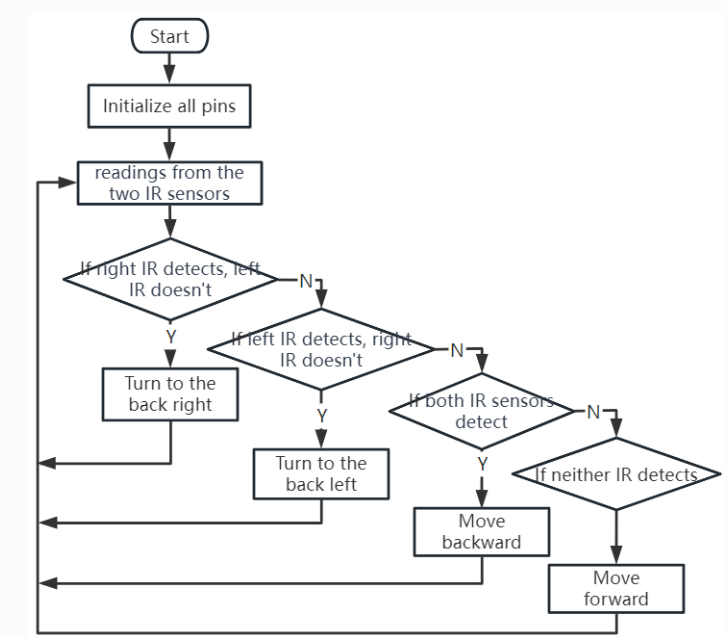 Start
Initialize all pins
readings from the
two IR sensors
If right IR detects, left
IR doesn't
N
Y
If left IR detects, right
IR doesn't
N
Turn to the
back right
Y
If both IR sensors
detect
N
Y
If neither IR detects
Turn to the
back left
Move
backward
Move
forward